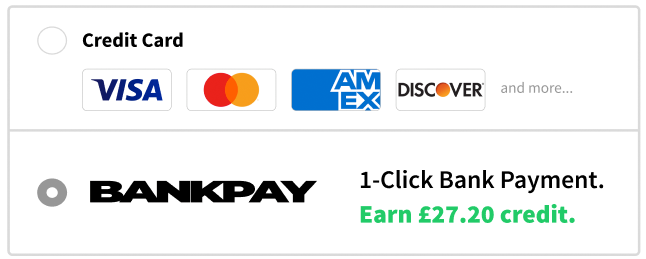 Credit Card
VISA AM EX DISCOVER and more...
BANKPAY 1-Click Bank Payment.
Earn £27.20 credit.